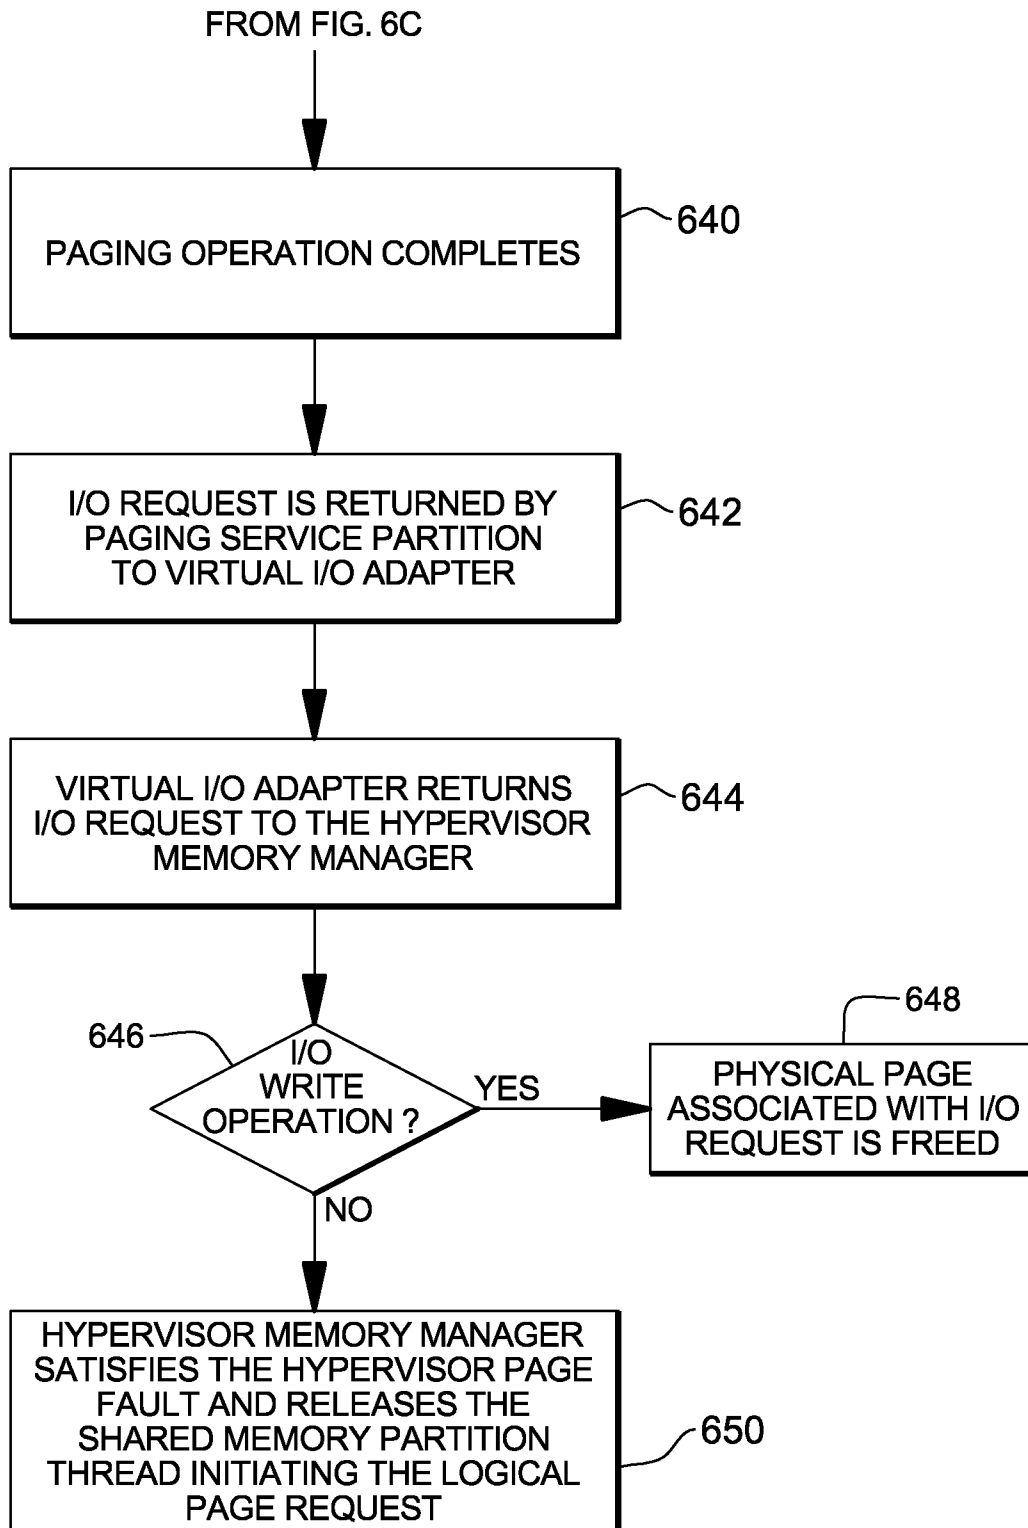 FROM FIG. 6C
PAGING OPERATION COMPLETES
640
I/O REQUEST IS RETURNED BY
PAGING SERVICE PARTITION
TO VIRTUAL I/O ADAPTER
642
VIRTUAL I/O ADAPTER RETURNS
I/O REQUEST TO THE HYPERVISOR
MEMORY MANAGER
644
646
I/O
WRITE
OPERATION ?
YES
648
PHYSICAL PAGE
ASSOCIATED WITH I/O
REQUEST IS FREED
NO
HYPERVISOR MEMORY MANAGER
SATISFIES THE HYPERVISOR PAGE
FAULT AND RELEASES THE
SHARED MEMORY PARTITION
THREAD INITIATING THE LOGICAL
PAGE REQUEST
650